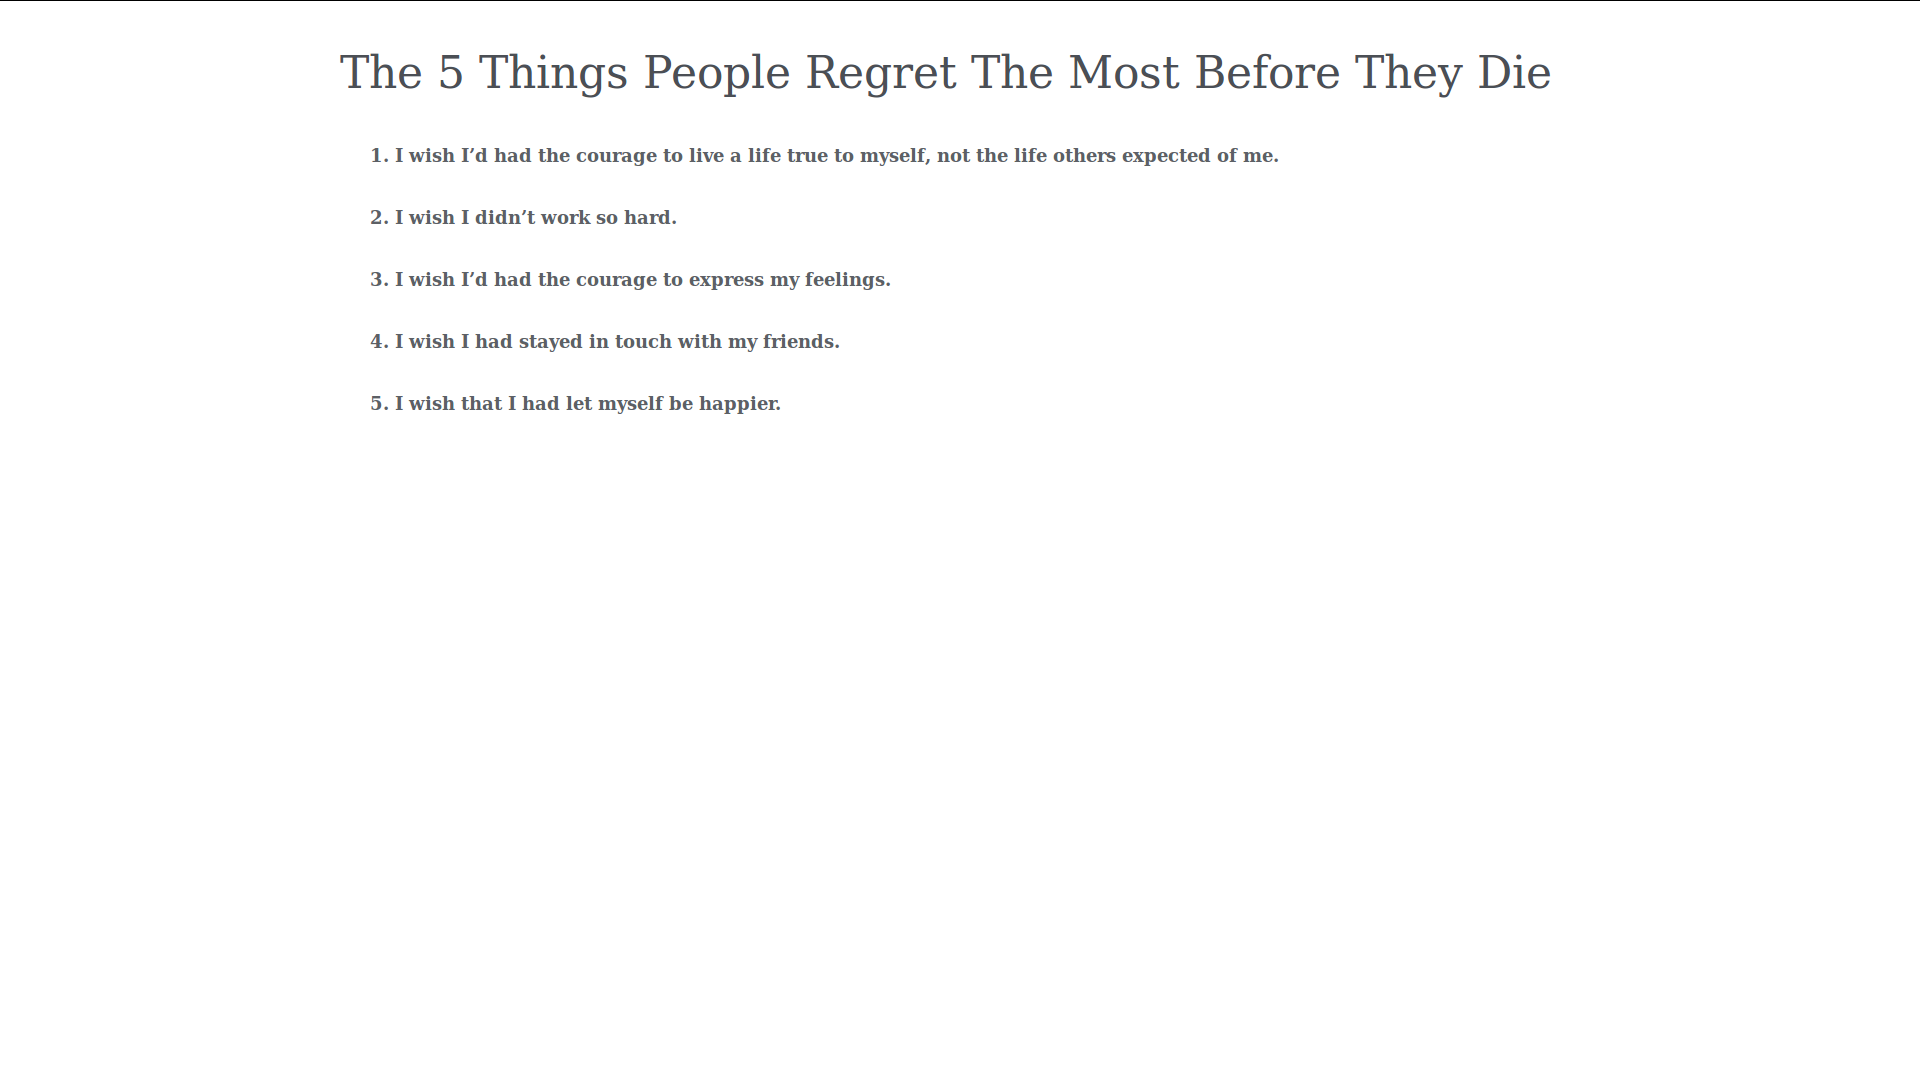 The 5 Things People Regret The Most Before They Die
1. I wish I’d had the courage to live a life true to myself, not the life others expected of me.
2. I wish I didn’t work so hard.
3. I wish I’d had the courage to express my feelings.
4. I wish I had stayed in touch with my friends.
5. I wish that I had let myself be happier.